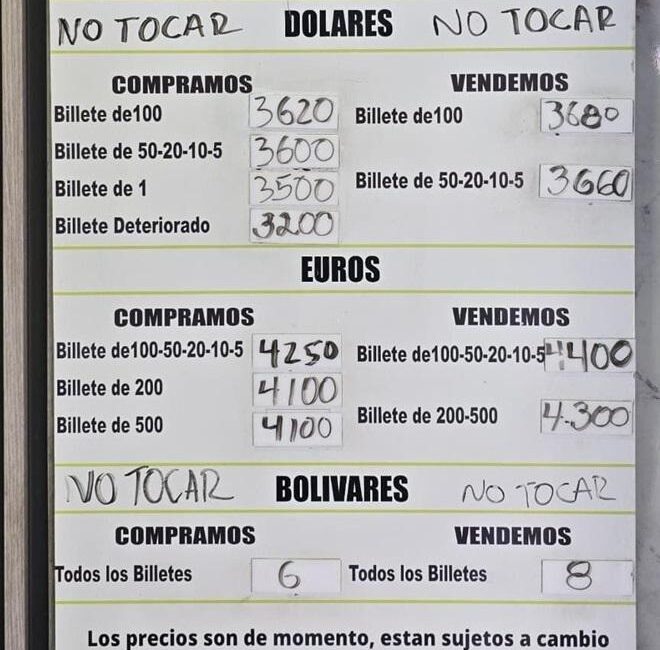 NO TOCAR DOLARES NO TOCAR
COMPRAMOS VENDEMOS
Billete de100 3620 Billete de100 3680
Billete de 50-20-10-5 3600
Billete de 50-20-10-5 3660
Billete de 1 3500
Billete Deteriorado 3200
EUROS
COMPRAMOS VENDEMOS
Billete de100-50-20-10-5 4250 Billete de100-50-20-10-5 4400
Billete de 200 4100
Billete de 200-500 4.300
Billete de 500 4100
NO TOCAR BOLIVARES NO TOCAR
COMPRAMOS VENDEMOS
Todos los Billetes 6 Todos los Billetes 8
Los precios son de momento, estan sujetos a cambio